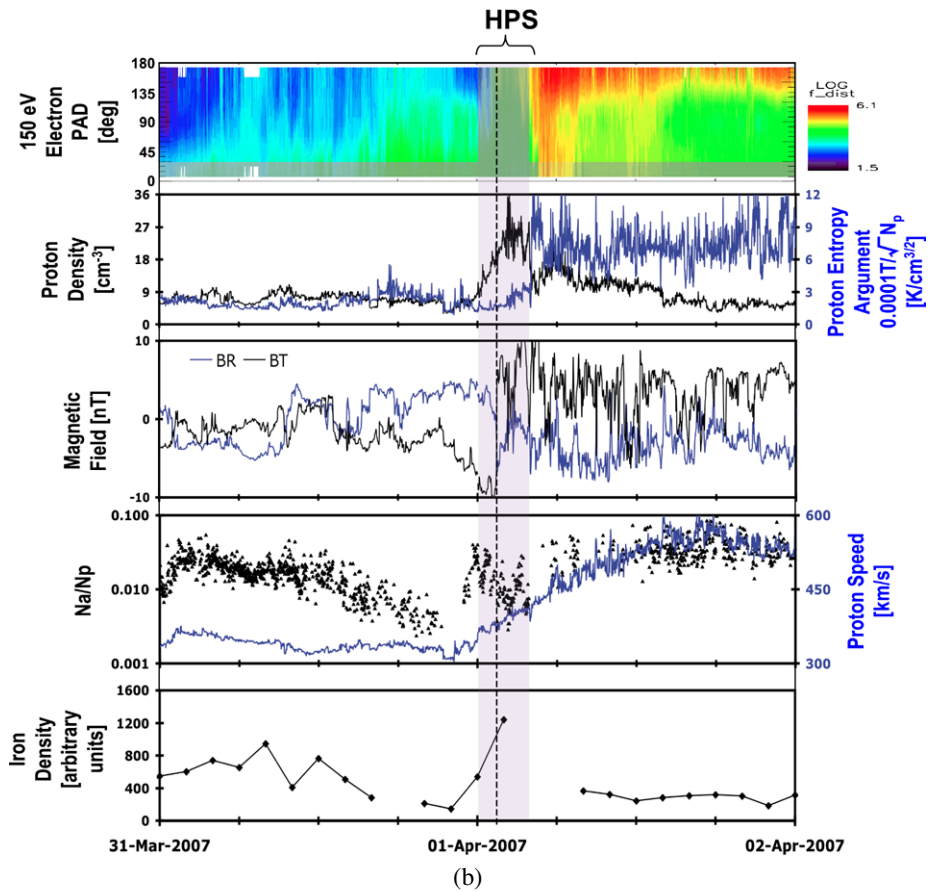 HPS
150 eV
Electron
PAD
[deg]
180
135
90
45
0
LOG
f_dist
6.1
1.5
Proton
Density
[cm-3]
36
27
18
9
0
12
9
6
3
0
Proton Entropy
Argument
0.0001T/√Np
[K/cm3/2]
Magnetic
Field [nT]
10
0
-10
BR
BT
Na/Np
0.100
0.010
0.001
600
450
300
Proton Speed
[km/s]
Iron
Density
[arbitrary
units]
1600
1200
800
400
0
31-Mar-2007
01-Apr-2007
02-Apr-2007
(b)